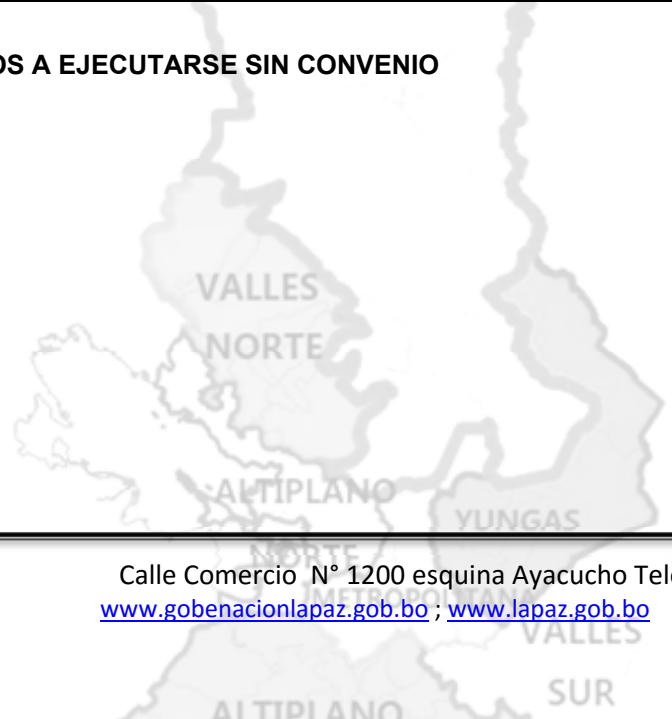 OS A EJECUTARSE SIN CONVENIO
VALLES
NORTE
ALTIPLANO
YUNGAS
NORTE
Calle Comercio N° 1200 esquina Ayacucho Tel
METROPOLITANA
www.gobenacionlapaz.gob.bo ; www.lapaz.gob.bo
VALLES
SUR
ALTIPLANO